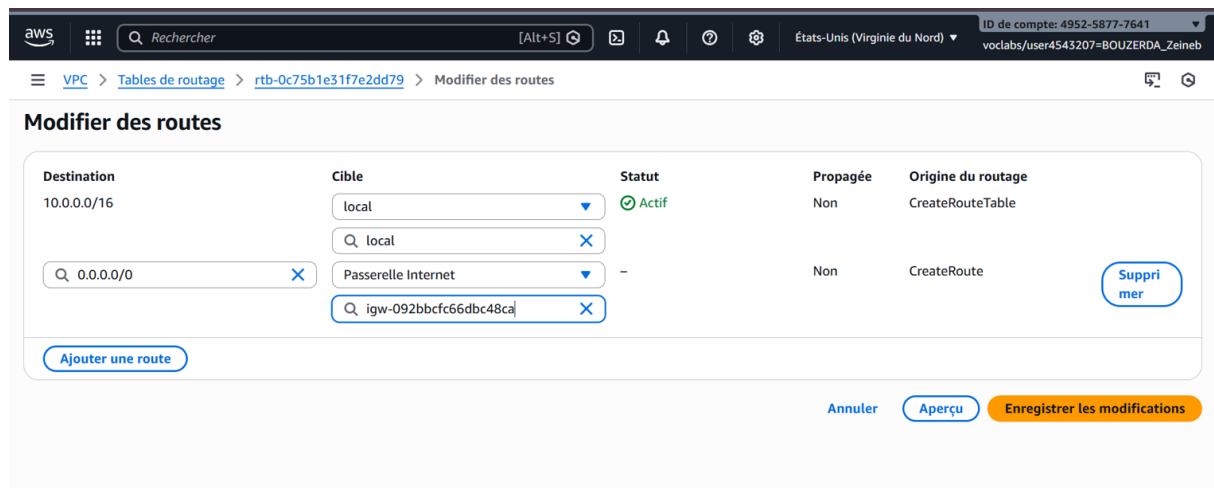 aws
Rechercher
[Alt+S]
États-Unis (Virginie du Nord)
ID de compte: 4952-5877-7641
voclabs/user4543207=BOUZERDA_Zeineb
VPC > Tables de routage > rtb-0c75b1e31f7e2dd79 > Modifier des routes
Modifier des routes
Destination Cible Statut Propagée Origine du routage
10.0.0.0/16 local Actif Non CreateRouteTable
local
0.0.0.0/0 Passerelle Internet – Non CreateRoute Suppri
mer
igw-092bbcfc66dbc48ca
Ajouter une route
Annuler Aperçu Enregistrer les modifications